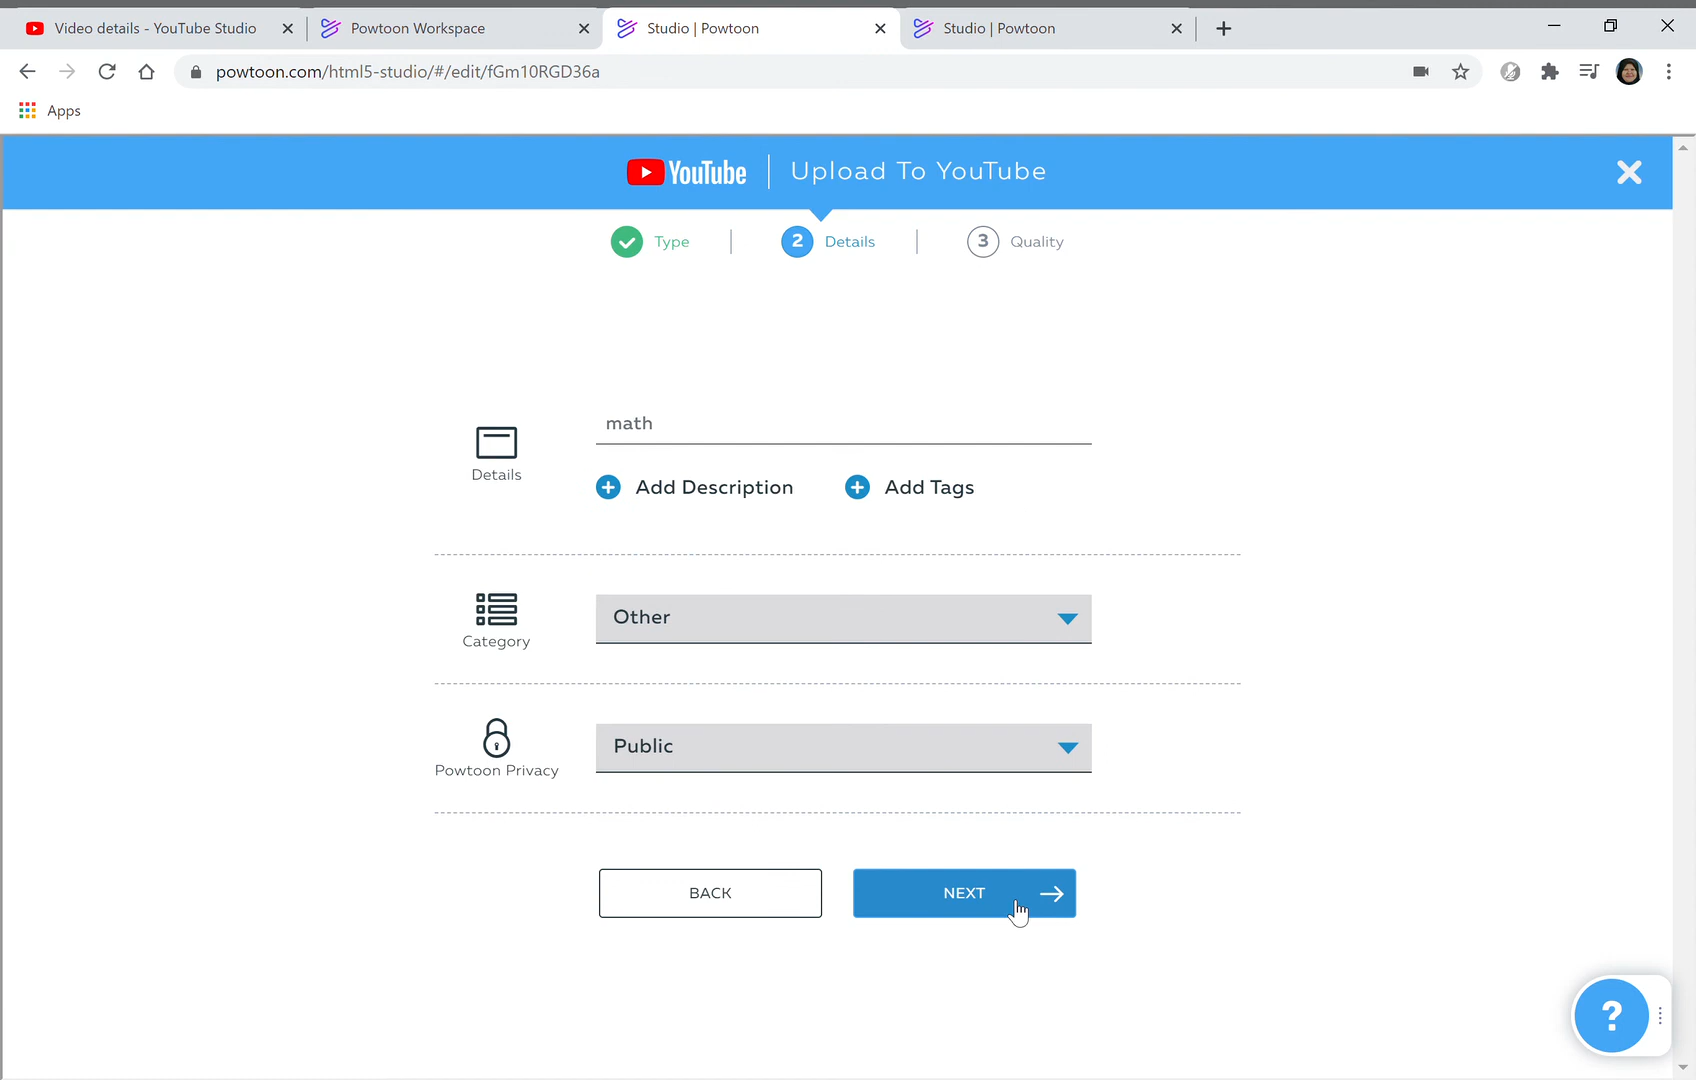 Video details - YouTube Studio
Powtoon Workspace
Studio | Powtoon
Studio | Powtoon
powtoon.com/html5-studio/#/edit/fGm10RGD36a
Apps
YouTube
Upload To YouTube
Type
2 Details
3 Quality
math
Details
Add Description
Add Tags
Category
Other
Powtoon Privacy
Public
BACK
NEXT
?